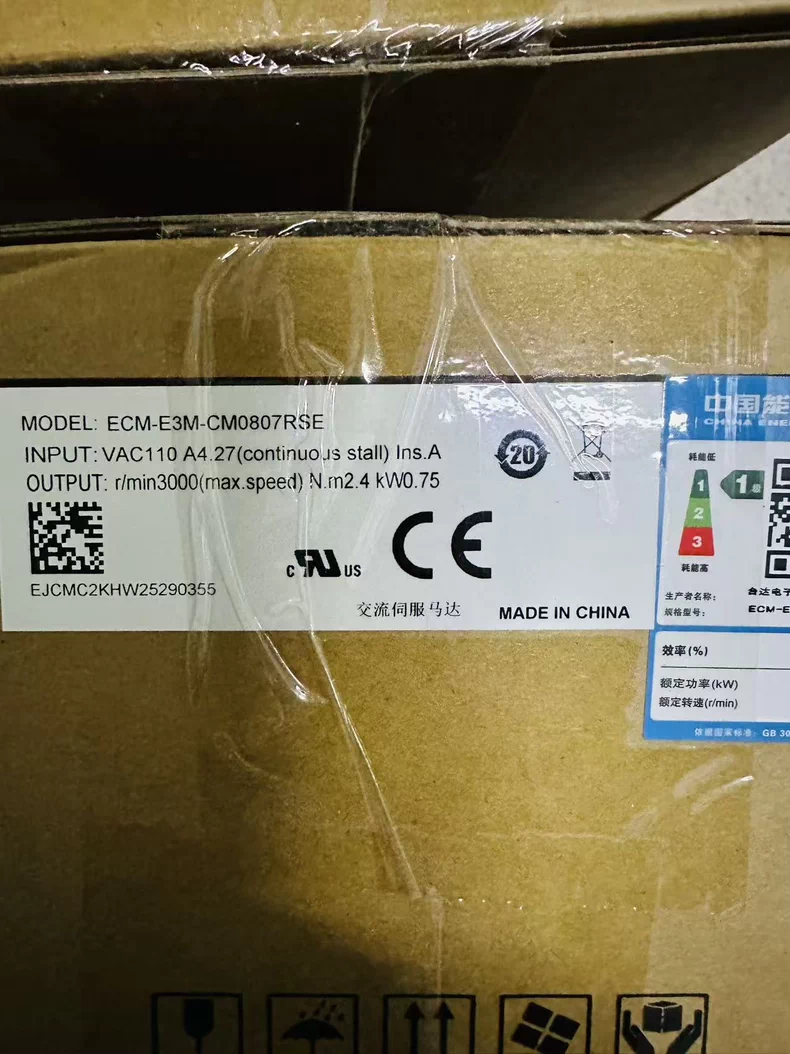 MODEL: ECM-E3M-CM0807RSE
INPUT: VAC110 A4.27(continuous stall) Ins.A
OUTPUT: r/min3000(max.speed) N.m2.4 kW0.75
20
EJCMC2KHW25290355
c UR US
CE
交流伺服马达
MADE IN CHINA
中国能
CHINA ENE
耗能低
1
2
3
1级
耗能高
生产者名称:
台达电子
规格型号:
ECM-E
效率(%)
额定功率(kW)
额定转速(r/min)
依据国家标准: GB 30